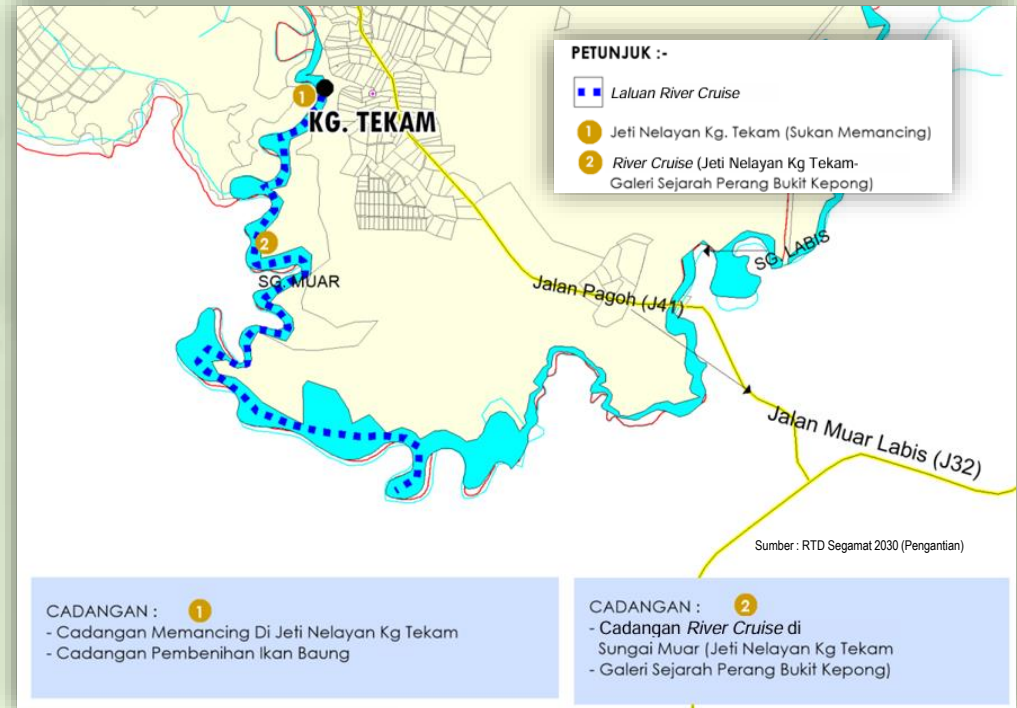 PETUNJUK :-
Laluan River Cruise
1 Jeti Nelayan Kg. Tekam (Sukan Memancing)
2 River Cruise (Jeti Nelayan Kg Tekam-
Galeri Sejarah Perang Bukit Kepong)
1
KG. TEKAM
2
SG. MUAR
SG. LABIS
Jalan Pagoh (J41)
Jalan Muar Labis (J32)
Sumber : RTD Segamat 2030 (Pengantian)
CADANGAN : 1
- Cadangan Memancing Di Jeti Nelayan Kg Tekam
- Cadangan Pembenihan Ikan Baung
CADANGAN : 2
- Cadangan River Cruise di
Sungai Muar (Jeti Nelayan Kg Tekam
- Galeri Sejarah Perang Bukit Kepong)